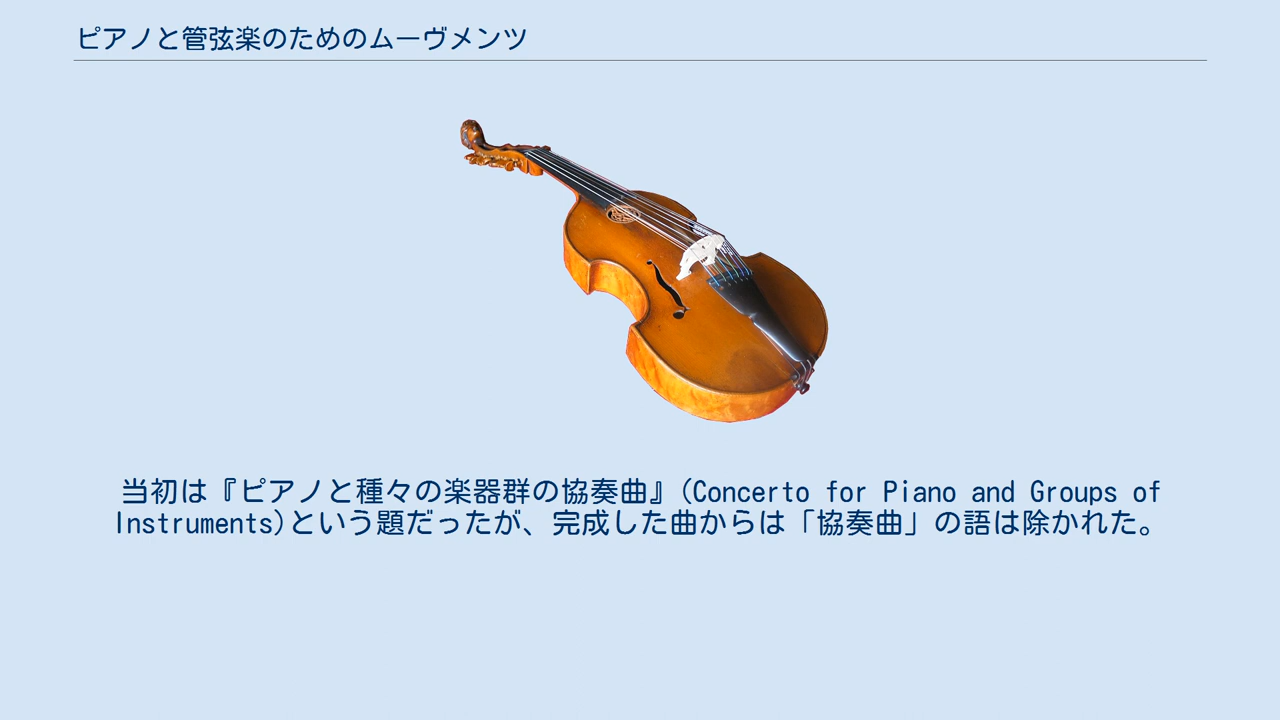 ピアノと管弦楽のためのムーヴメンツ
当初は『ピアノと種々の楽器群の協奏曲』(Concerto for Piano and Groups of
Instruments)という題だったが、完成した曲からは「協奏曲」の語は除かれた。